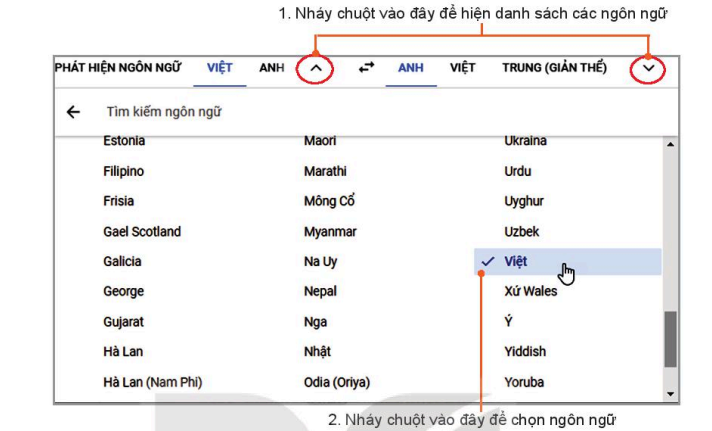 1. Nháy chuột vào đây để hiện danh sách các ngôn ngữ
PHÁT HIỆN NGÔN NGỮ VIỆT ANH ANH VIỆT TRUNG (GIẢN THỂ)
Tìm kiếm ngôn ngữ
Estonia Maori Ukraina
Filipino Marathi Urdu
Frisia Mông Cổ Uyghur
Gael Scotland Myanmar Uzbek
Galicia Na Uy Việt
George Nepal Xứ Wales
Gujarat Nga Ý
Hà Lan Nhật Yiddish
Hà Lan (Nam Phi) Odia (Oriya) Yoruba
2. Nháy chuột vào đây để chọn ngôn ngữ